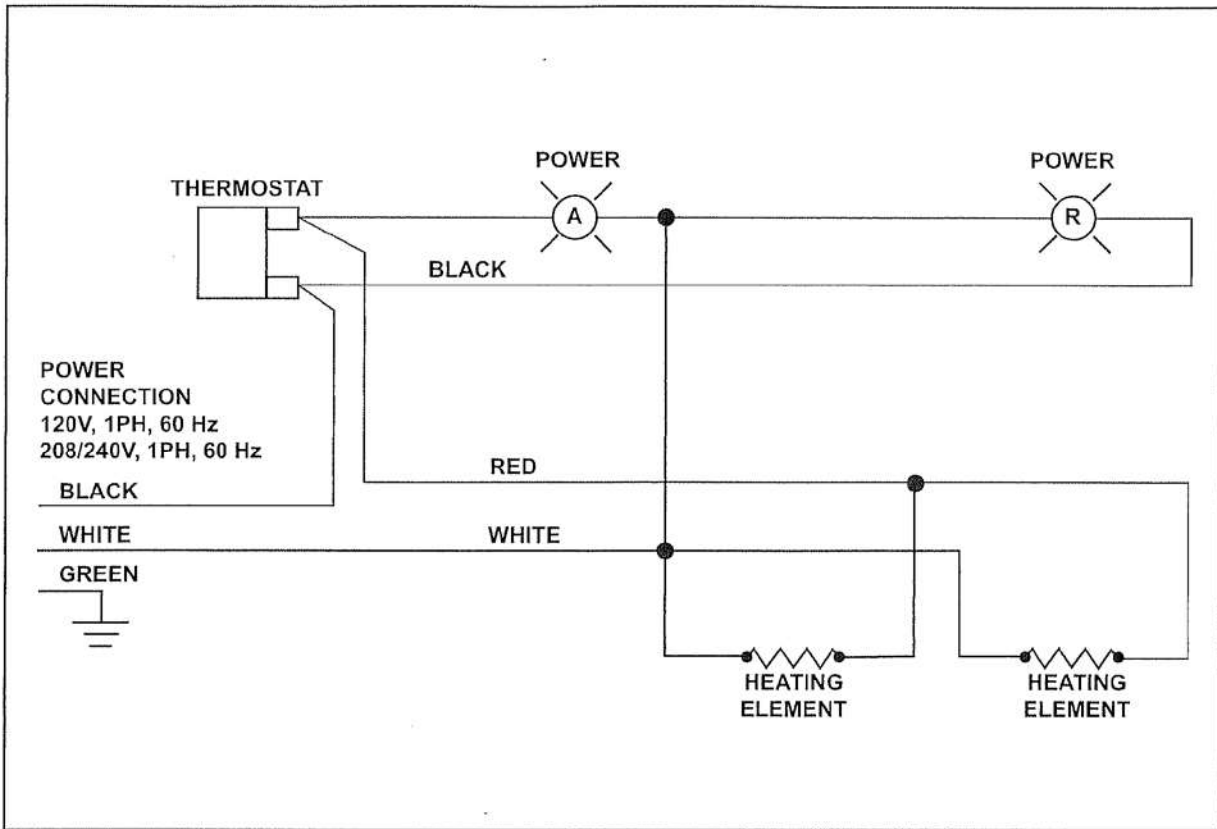 POWER
POWER
THERMOSTAT
A
R
BLACK
POWER
CONNECTION
120V, 1PH, 60 Hz
208/240V, 1PH, 60 Hz
RED
BLACK
WHITE
WHITE
GREEN
HEATING
ELEMENT
HEATING
ELEMENT